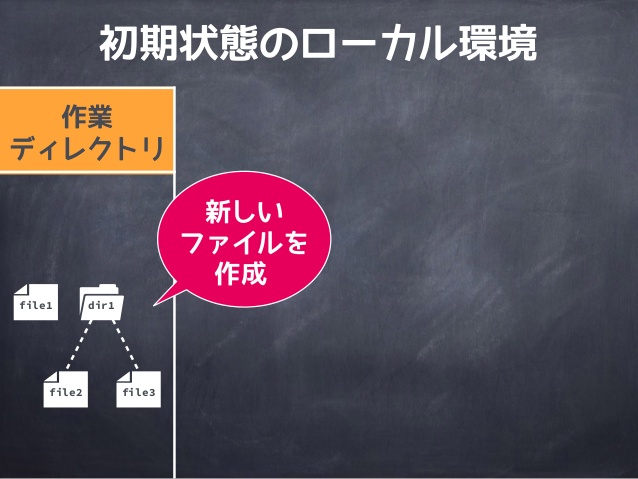 初期状態のローカル環境
作業
ディレクトリ
新しい
ファイルを
作成
file1
dir1
file2
file3